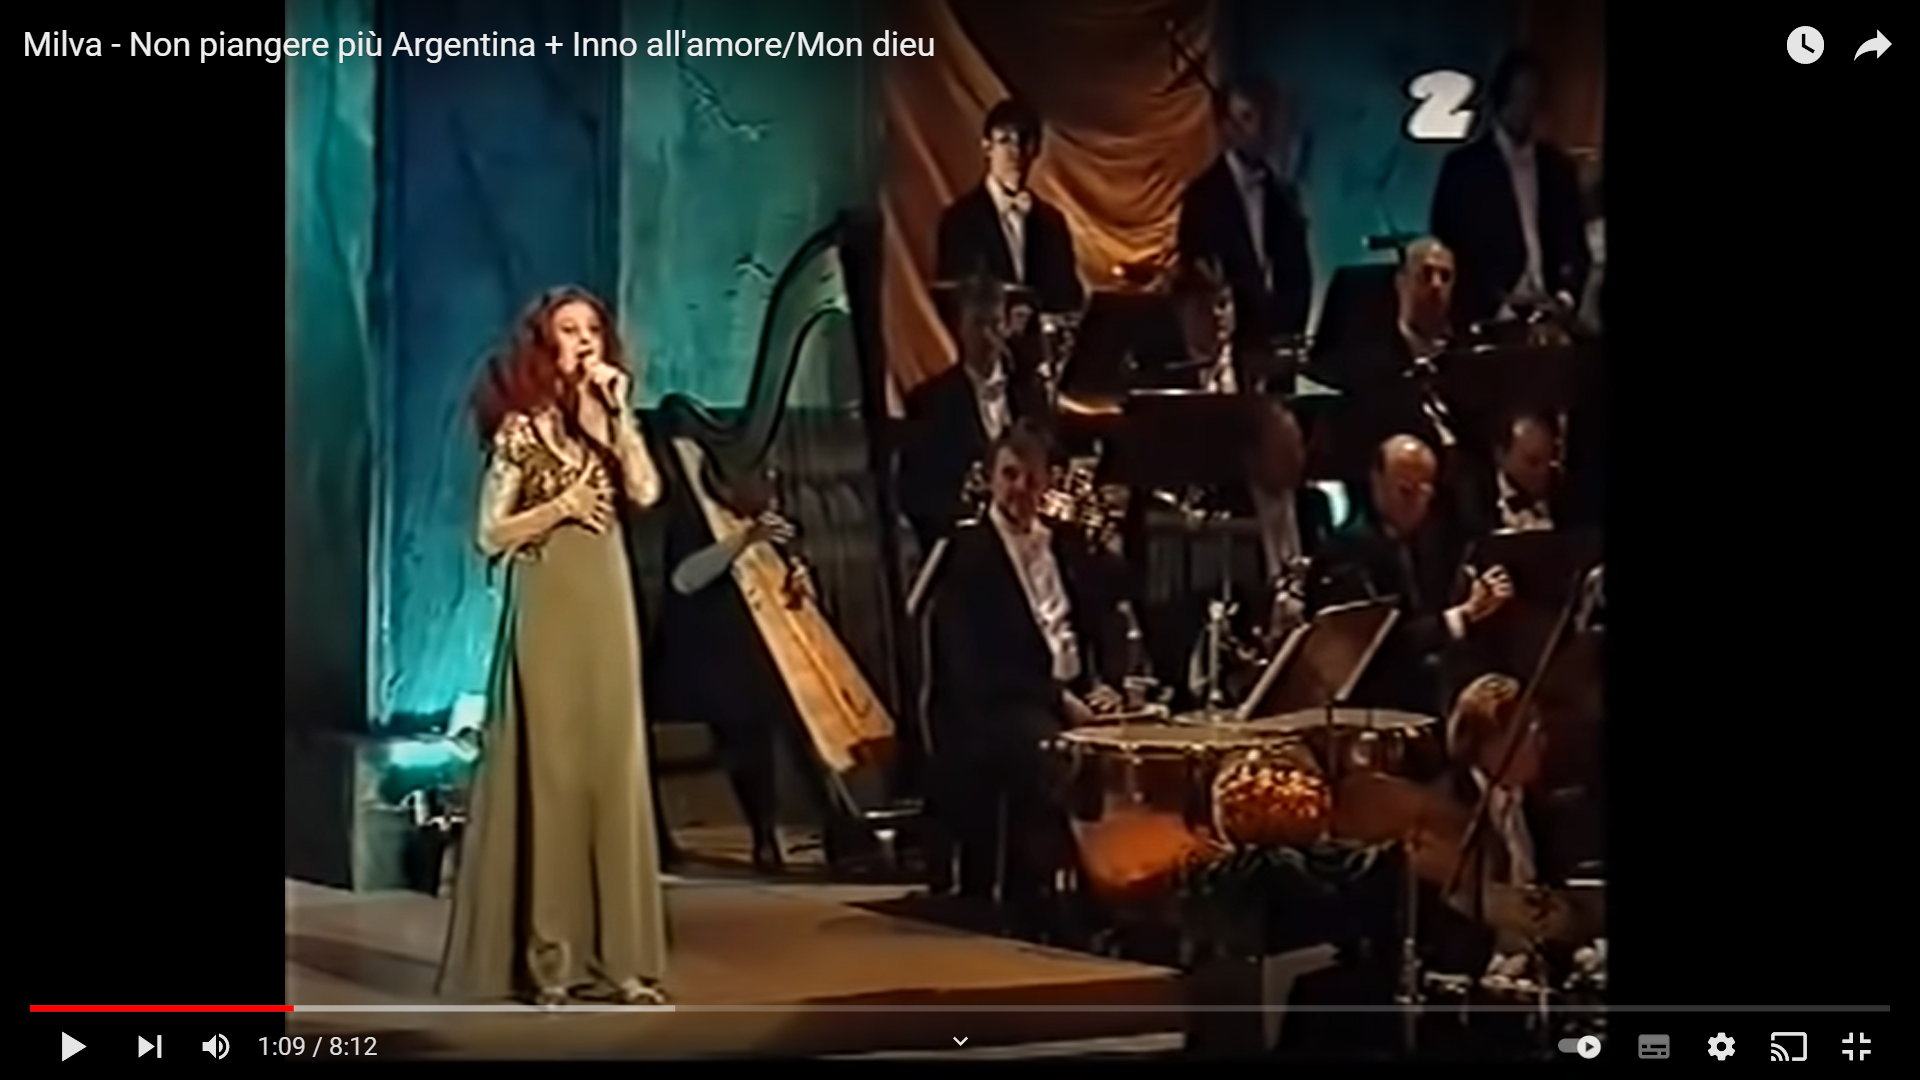 Milva - Non piangere più Argentina + Inno all'amore/Mon dieu
2
1:09 / 8:12